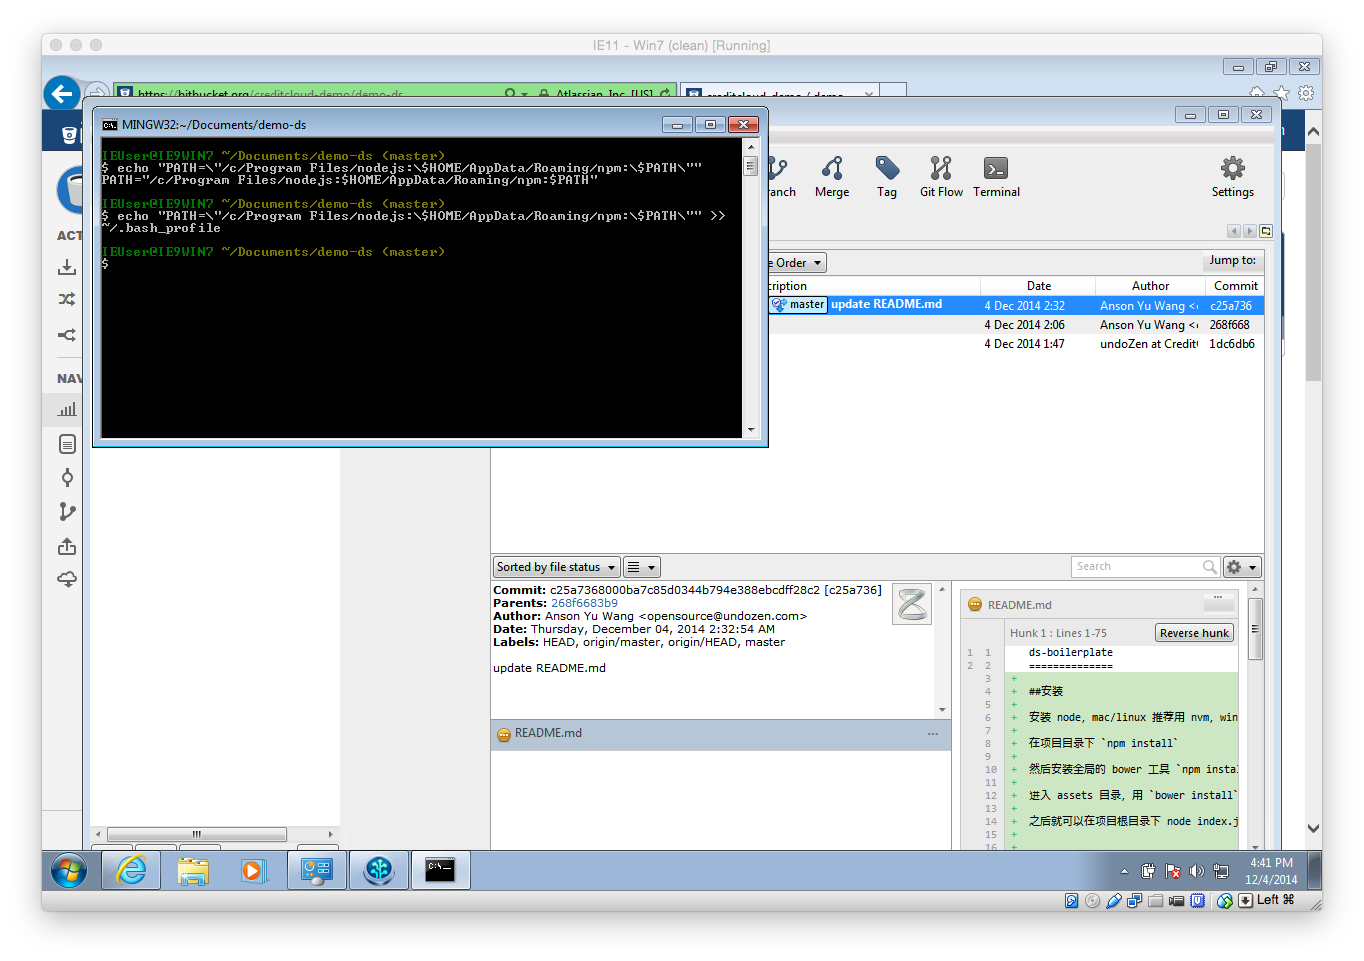 IE11 - Win7 (clean) [Running]
https://bitbucket.org/creditcloud-demo/demo-ds
Atlassian, Inc. [US]
creditcloud-demo / demo-
MINGW32:~/Documents/demo-ds
IEUser@IE9WIN7 ~/Documents/demo-ds (master)
$ echo "PATH=\"/c/Program Files/nodejs:\$HOME/AppData/Roaming/npm:\$PATH\""
PATH="/c/Program Files/nodejs:$HOME/AppData/Roaming/npm:$PATH"
IEUser@IE9WIN7 ~/Documents/demo-ds (master)
$ echo "PATH=\"/c/Program Files/nodejs:\$HOME/AppData/Roaming/npm:\$PATH\"" >>
~/.bash_profile
IEUser@IE9WIN7 ~/Documents/demo-ds (master)
$
ACT
NAV
anch
Merge
Tag
Git Flow
Terminal
Settings
e Order
Jump to:
cription
Date
Author
Commit
master update README.md
4 Dec 2014 2:32
Anson Yu Wang <
c25a736
4 Dec 2014 2:06
Anson Yu Wang <
268f668
4 Dec 2014 1:47
undoZen at Credit
1dc6db6
Sorted by file status
Search
Commit: c25a7368000ba7c85d0344b794e388ebcdff28c2 [c25a736]
Parents: 268f6683b9
Author: Anson Yu Wang <opensource@undozen.com>
Date: Thursday, December 04, 2014 2:32:54 AM
Labels: HEAD, origin/master, origin/HEAD, master
update README.md
README.md
...
README.md
...
Hunk 1 : Lines 1-75
Reverse hunk
1 1 ds-boilerplate
2 2 ==============
3 +
4 + ##安装
5 +
6 + 安装 node, mac/linux 推荐用 nvm, win
7 +
8 + 在项目目录下 `npm install`
9 +
10 + 然后安装全局的 bower 工具 `npm insta
11 +
12 + 进入 assets 目录, 用 `bower install`
13 +
14 + 之后就可以在项目根目录下 node index.j
15 +
16 +
4:41 PM
12/4/2014
Left ⌘